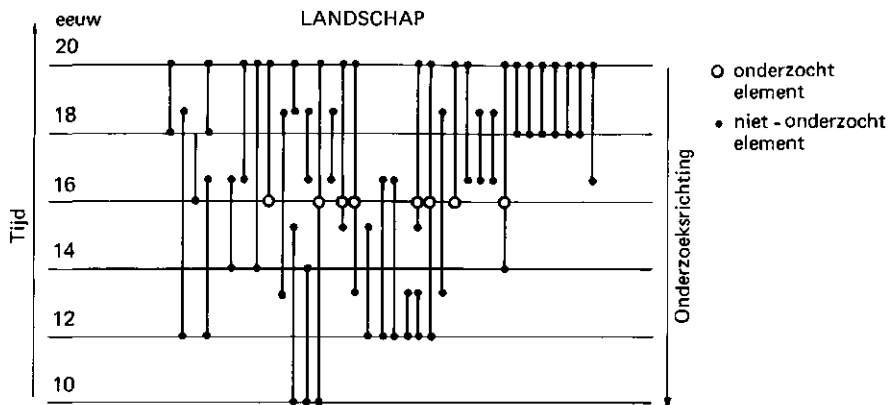 eeuw
LANDSCHAP
20
18
16
14
12
10
Tijd
Onderzoeksrichting
onderzocht
element
niet - onderzocht
element